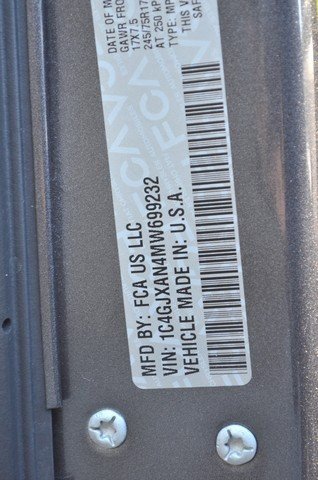 MFD BY: FCA US LLC
VIN: 1C4GJXAN4MW699232
VEHICLE MADE IN: U.S.A.
DATE OF M
GAWR FRO
17X7.5
245/75R17
AT 250 KP
TYPE: MP
THIS V
SAF